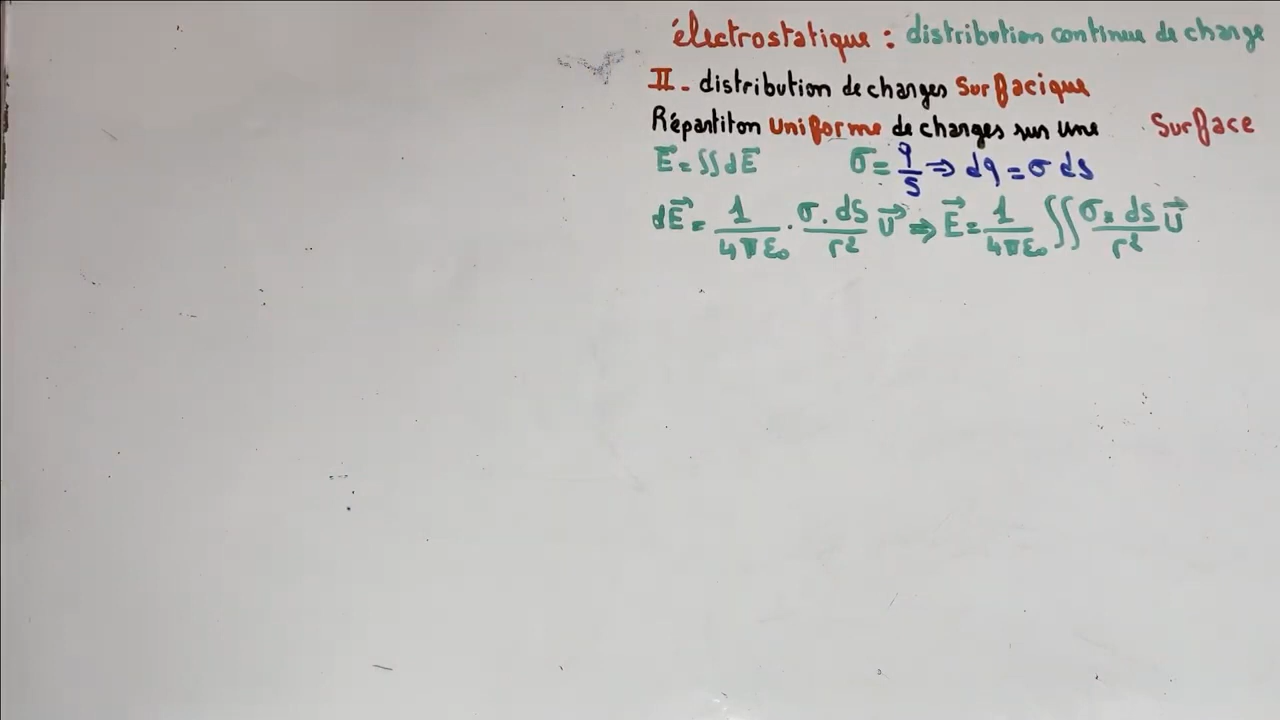 électrostatique : distribution continue de charge
II - distribution de charges surfacique
Répartiton uniforme de charges sur une surface
E⃗ = ∫∫ dE⃗ σ = q/s ⇒ dq = σ ds
dE⃗ = 1/4πε₀ . σ . ds/r² u⃗ ⇒ E⃗ = 1/4πε₀ ∫∫ σ x ds/r² u⃗